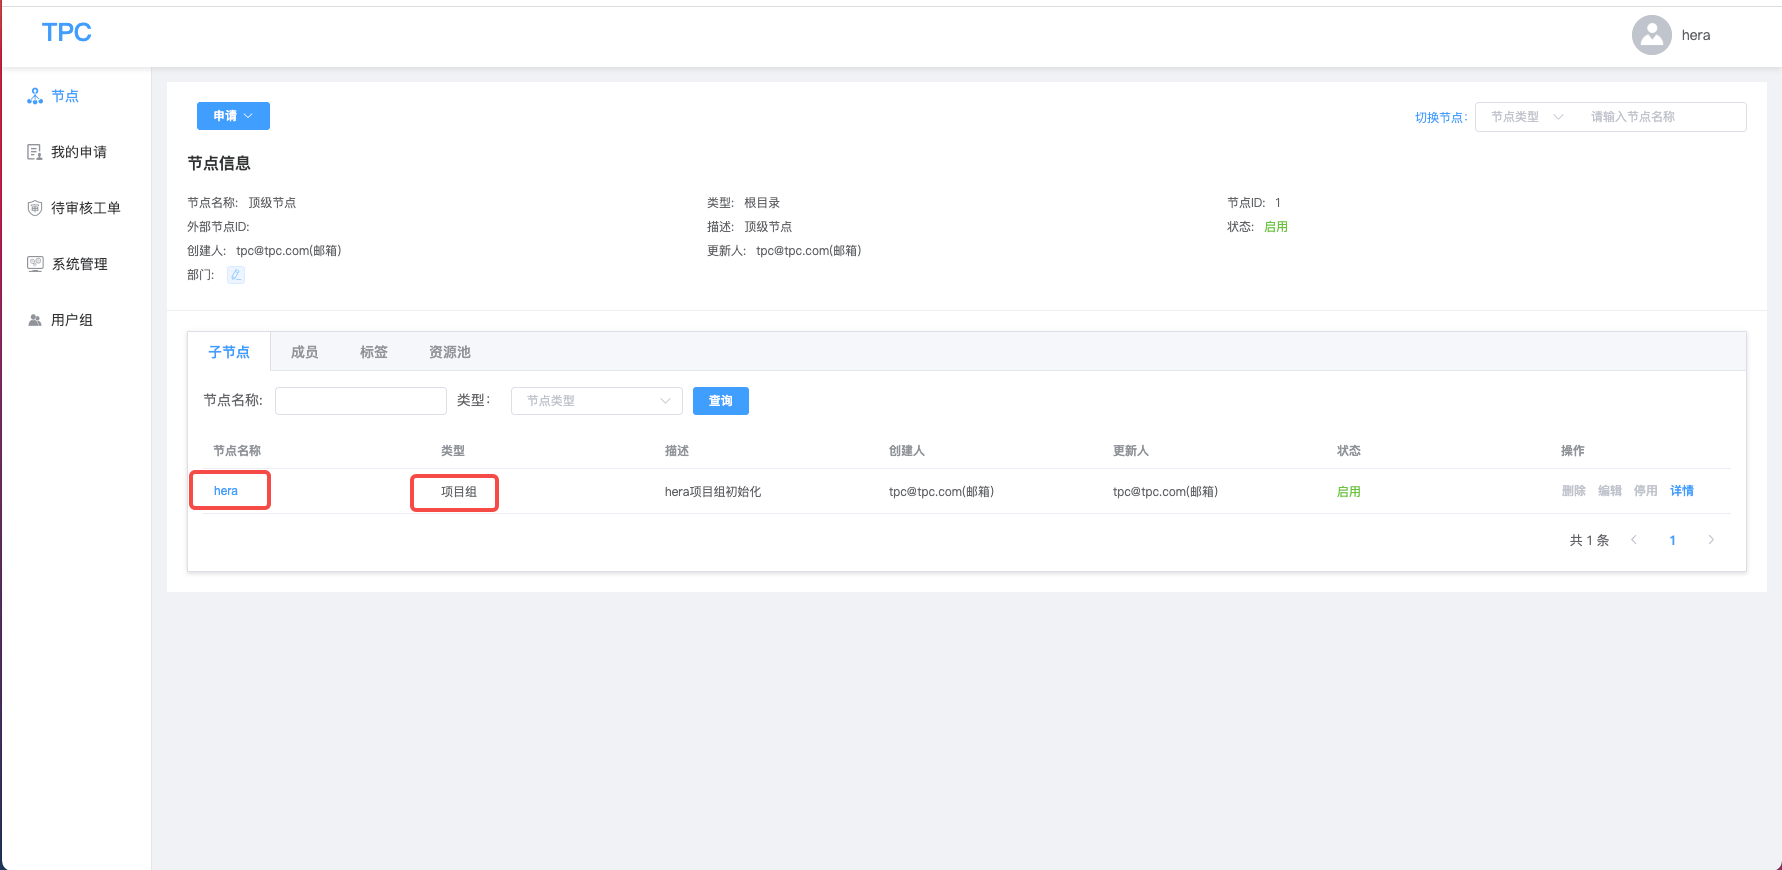 TPC
hera
节点
我的申请
待审核工单
系统管理
用户组
申请
切换节点: 节点类型 请输入节点名称
节点信息
节点名称: 顶级节点 类型: 根目录 节点ID: 1
外部节点ID: 描述: 顶级节点 状态: 启用
创建人: tpc@tpc.com(邮箱) 更新人: tpc@tpc.com(邮箱)
部门:
子节点 成员 标签 资源池
节点名称: 类型: 节点类型 查询
节点名称 类型 描述 创建人 更新人 状态 操作
hera 项目组 hera项目组初始化 tpc@tpc.com(邮箱) tpc@tpc.com(邮箱) 启用 删除 编辑 停用 详情
共 1 条 1